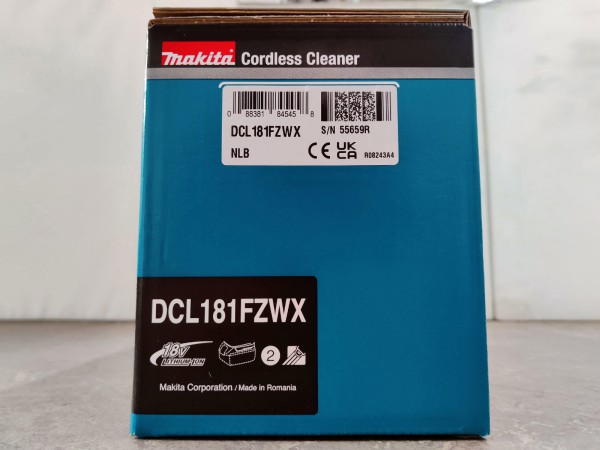 Makita Cordless Cleaner
0 88381 84545 8
DCL181FZWX S/N 55659R
NLB CE UK CA R08243A4
DCL181FZWX
18V LITHIUM-ION 2
Makita Corporation / Made in Romania